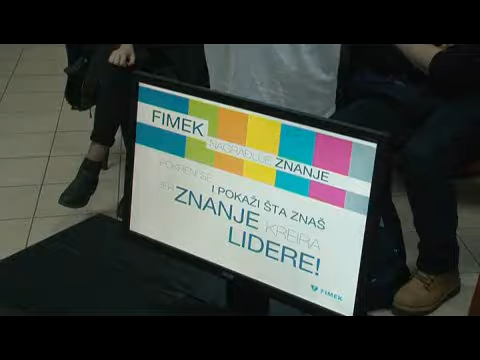 FIMEK
NAGRAĐUJE ZNANJE
POKRENI SE
I POKAŽI ŠTA ZNAŠ
JER ZNANJE KREIRA
LIDERE!
FIMEK